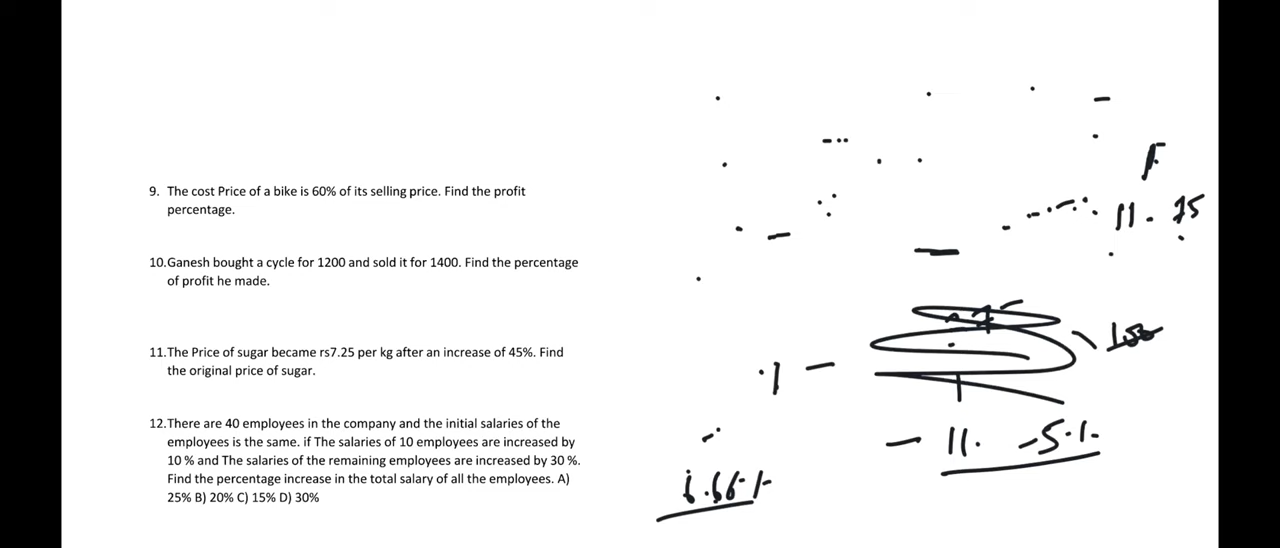 9. The cost Price of a bike is 60% of its selling price. Find the profit
percentage.
10.Ganesh bought a cycle for 1200 and sold it for 1400. Find the percentage
of profit he made.
11.The Price of sugar became rs7.25 per kg after an increase of 45%. Find
the original price of sugar.
12.There are 40 employees in the company and the initial salaries of the
employees is the same. if The salaries of 10 employees are increased by
10 % and The salaries of the remaining employees are increased by 30 %.
Find the percentage increase in the total salary of all the employees. A)
25% B) 20% C) 15% D) 30%
11.
6.66